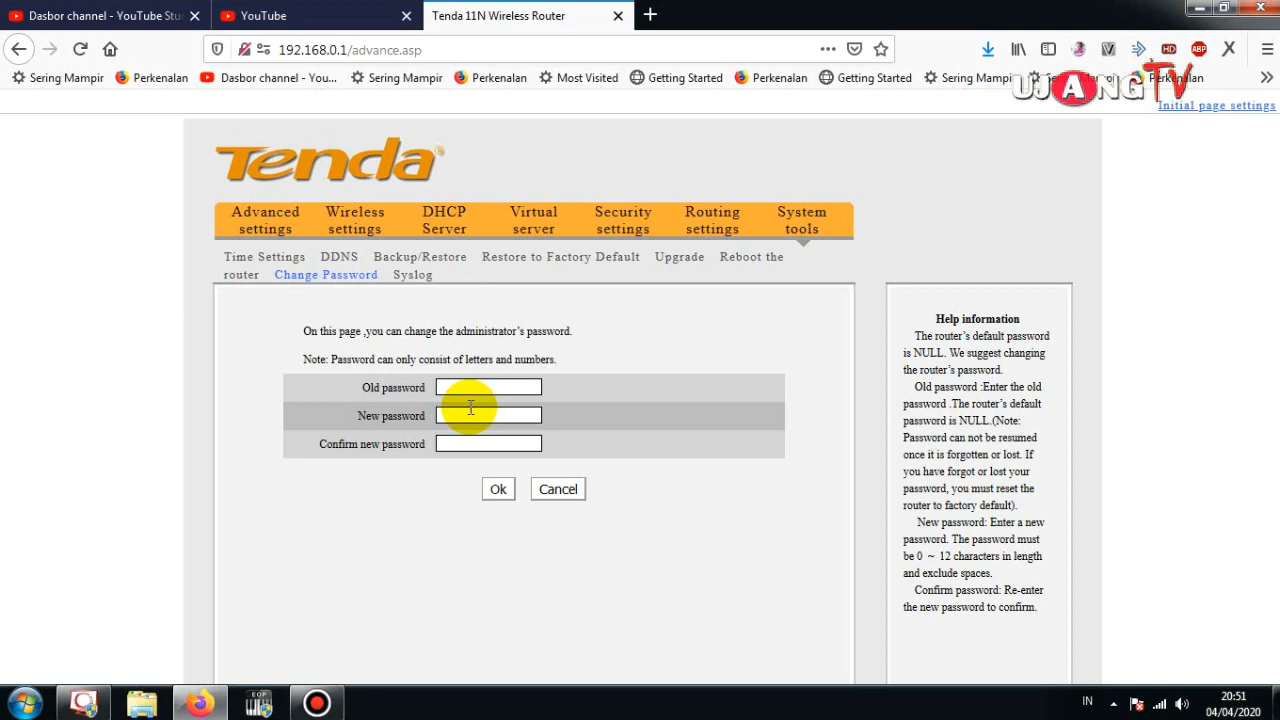 Dasbor channel - YouTube Stu
YouTube
Tenda 11N Wireless Router
192.168.0.1/advance.asp
HD
ABP
Sering Mampir
Perkenalan
Dasbor channel - You...
Sering Mampir
Perkenalan
Most Visited
Getting Started
Perkenalan
Getting Started
Sering Mampir
Perkenalan
UJANG TV
Initial page settings
Tenda
Advanced settings
Wireless settings
DHCP Server
Virtual server
Security settings
Routing settings
System tools
Time Settings DDNS Backup/Restore Restore to Factory Default Upgrade Reboot the
router Change Password Syslog
On this page ,you can change the administrator's password.
Note: Password can only consist of letters and numbers.
Old password
New password
Confirm new password
Ok
Cancel
Help information
The router's default password
is NULL. We suggest changing
the router's password.
Old password :Enter the old
password .The router's default
password is NULL.(Note:
Password can not be resumed
once it is forgotten or lost. If
you have forgot or lost your
password, you must reset the
router to factory default).
New password: Enter a new
password. The password must
be 0 ~ 12 characters in length
and exclude spaces.
Confirm password: Re-enter
the new password to confirm.
EOP
IN
20:51
04/04/2020